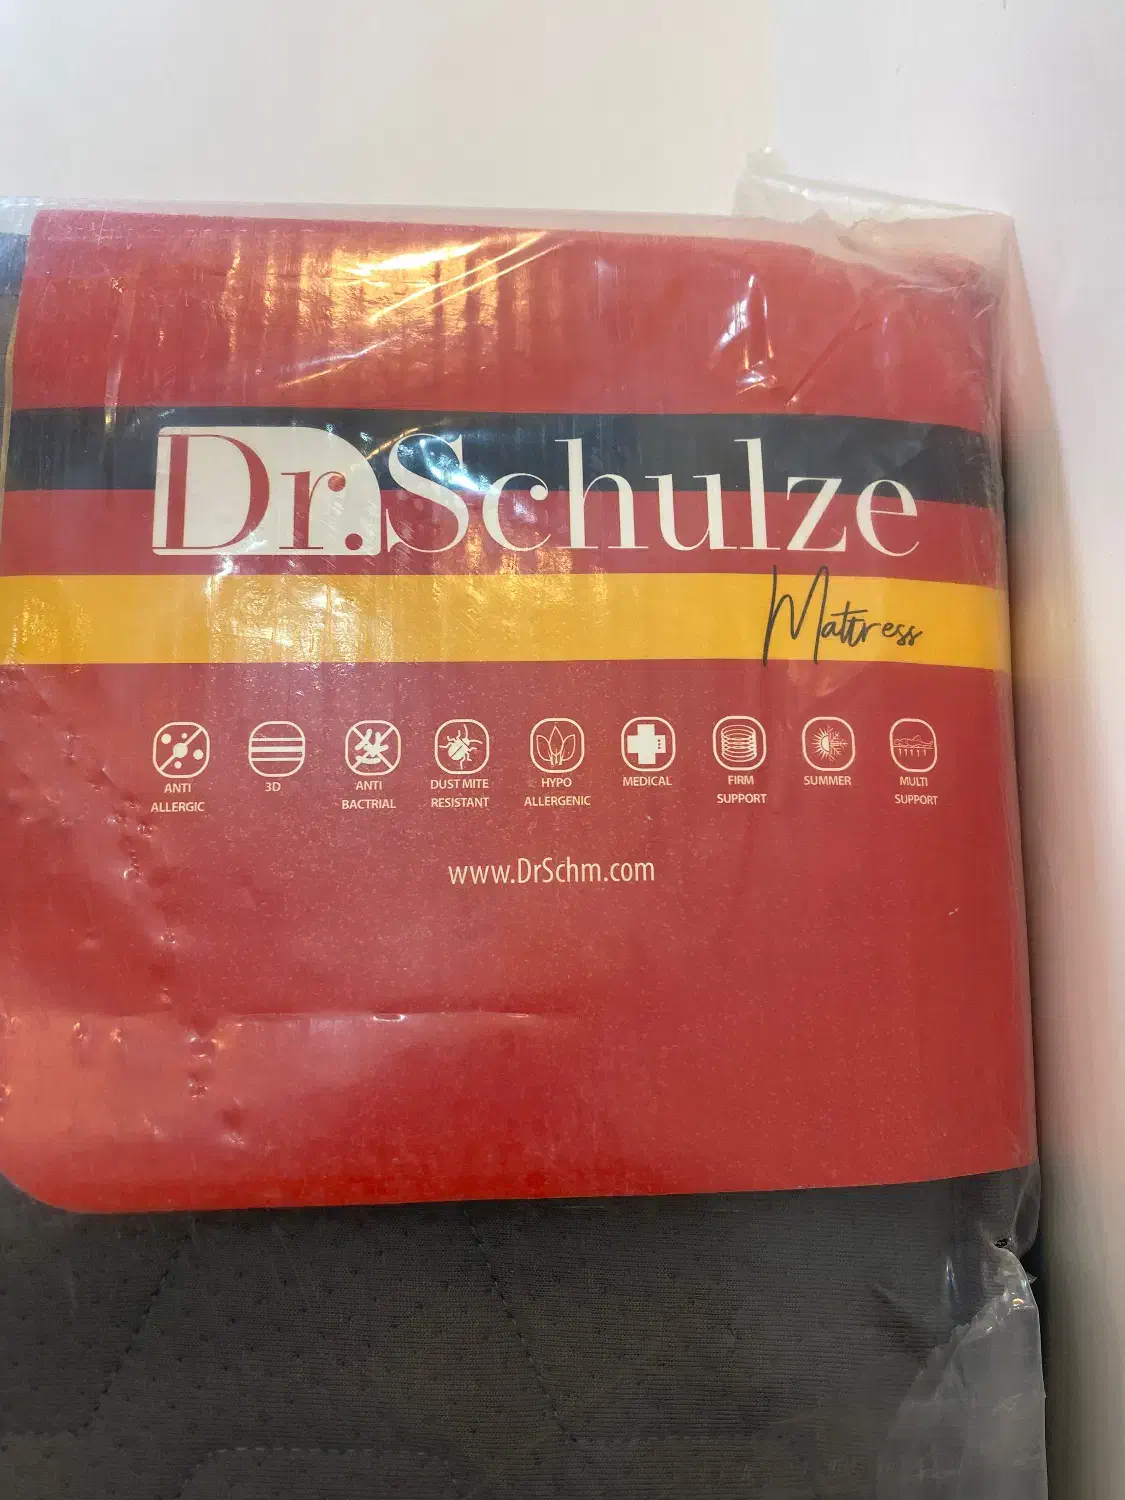 Dr.Schulze
Mattress
ANTI ALLERGIC
3D
ANTI BACTRIAL
DUST MITE RESISTANT
HYPO ALLERGENIC
MEDICAL
FIRM SUPPORT
SUMMER
MULTI SUPPORT
www.DrSchm.com